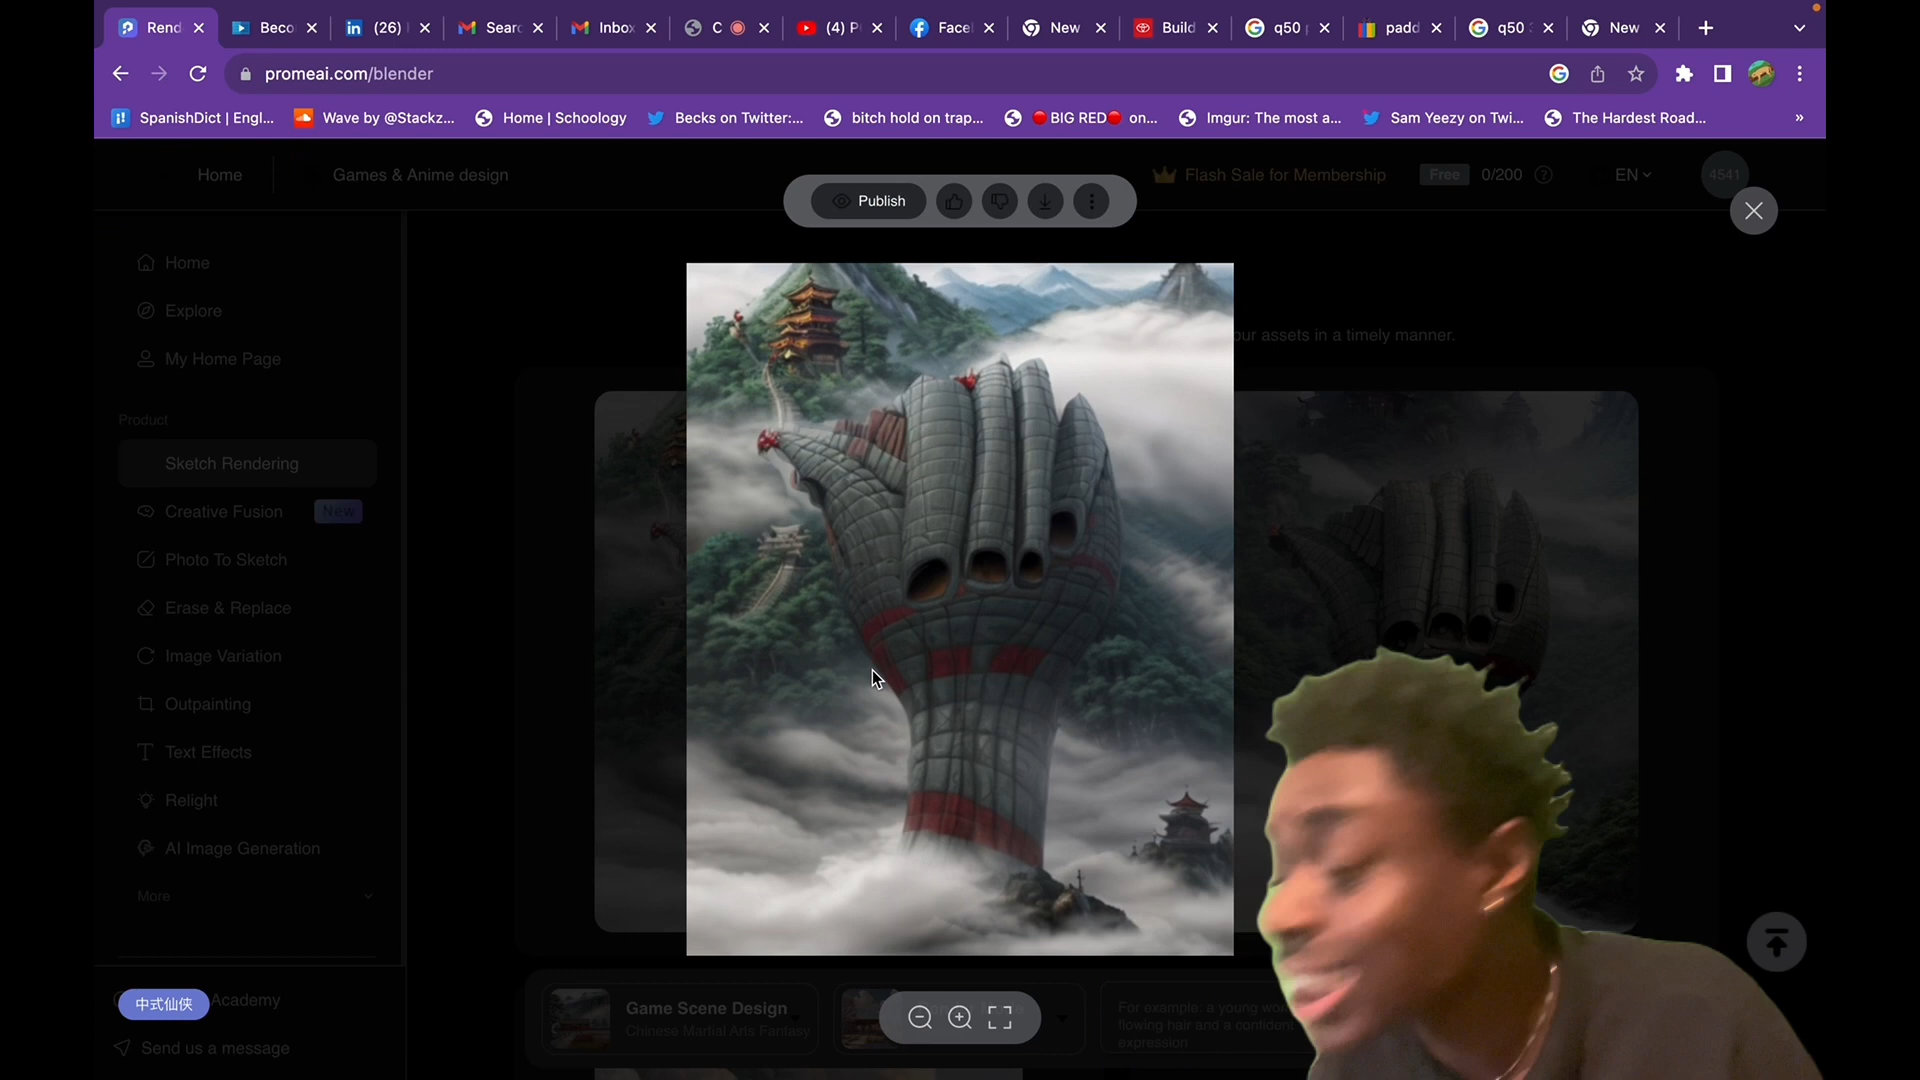 Rend
Beco
(26)
Sear
Inbox
C
(4) P
Face
New
Build
q50
padd
q50
New
promeai.com/blender
SpanishDict | Engl...
Wave by @Stackz...
Home | Schoology
Becks on Twitter:...
bitch hold on trap...
🔴BIG RED🔴 on...
Imgur: The most a...
Sam Yeezy on Twi...
The Hardest Road...
»
Home
Games & Anime design
Flash Sale for Membership
Free
0/200
EN
4541
Publish
Home
Explore
My Home Page
our assets in a timely manner.
Product
Sketch Rendering
Creative Fusion
New
Photo To Sketch
Erase & Replace
Image Variation
Outpainting
Text Effects
Relight
AI Image Generation
More
中式仙侠
Academy
Send us a message
Game Scene Design
Chinese Martial Arts Fantasy
For example: a young wo
flowing hair and a confident
expression